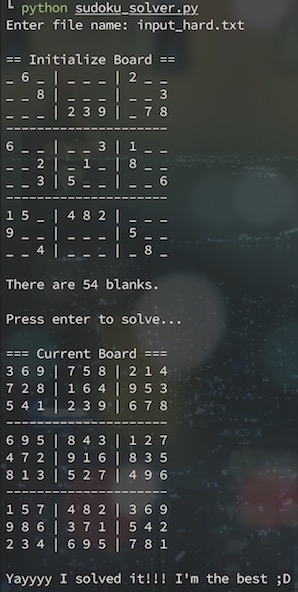 └ python sudoku_solver.py
Enter file name: input_hard.txt
== Initialize Board ==
_ 6 _ | _ _ _ | 2 _ _
_ _ 8 | _ _ _ | _ _ 3
_ _ _ | 2 3 9 | _ 7 8
----------------------
6 _ _ | _ _ 3 | 1 _ _
_ _ 2 | _ 1 _ | 8 _ _
_ _ 3 | 5 _ _ | _ _ 6
----------------------
1 5 _ | 4 8 2 | _ _ _
9 _ _ | _ _ _ | 5 _ _
_ _ 4 | _ _ _ | _ 8 _
There are 54 blanks.
Press enter to solve...
=== Current Board ===
3 6 9 | 7 5 8 | 2 1 4
7 2 8 | 1 6 4 | 9 5 3
5 4 1 | 2 3 9 | 6 7 8
----------------------
6 9 5 | 8 4 3 | 1 2 7
4 7 2 | 9 1 6 | 8 3 5
8 1 3 | 5 2 7 | 4 9 6
----------------------
1 5 7 | 4 8 2 | 3 6 9
9 8 6 | 3 7 1 | 5 4 2
2 3 4 | 6 9 5 | 7 8 1
Yayyyy I solved it!!! I'm the best ;D